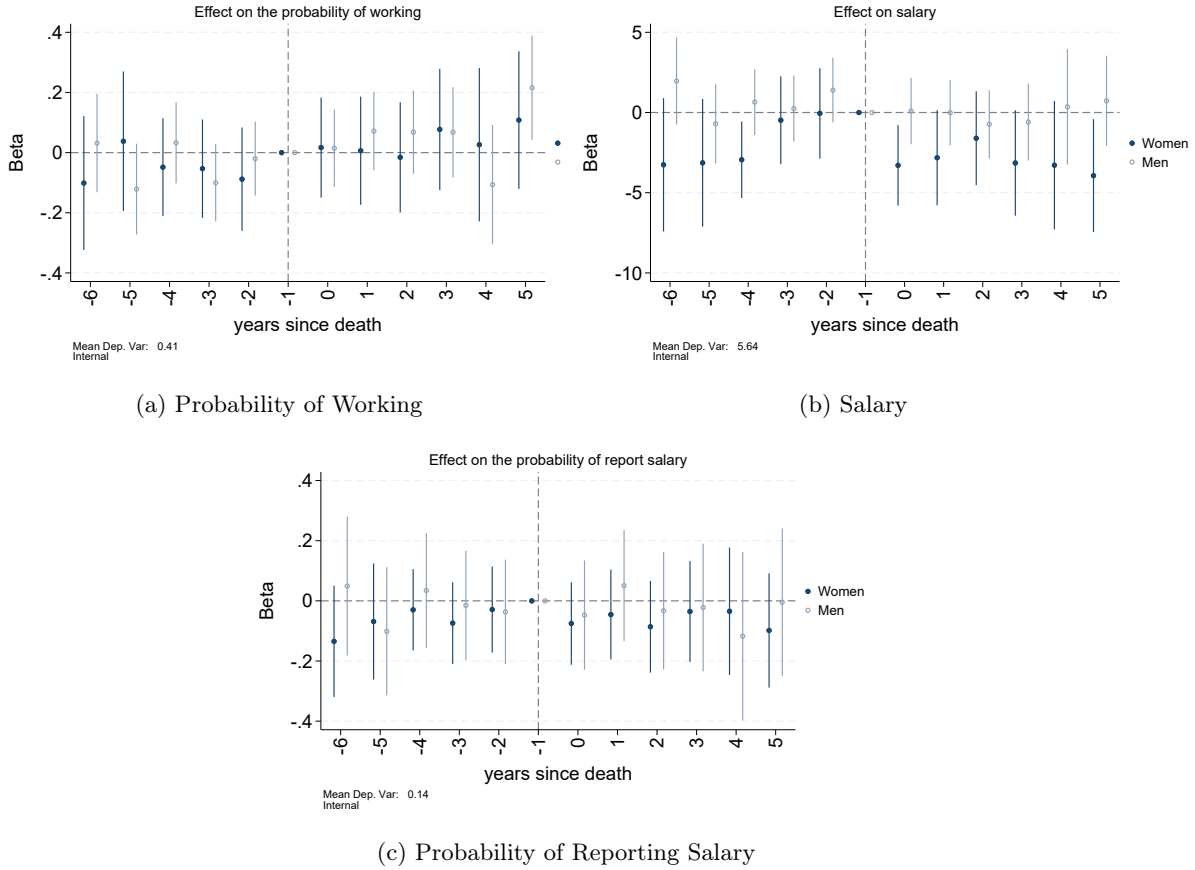 Effect on the probability of working
.4
.2
0
-.2
-.4
Beta
-6 -5 -4 -3 -2 -1 0 1 2 3 4 5
years since death
Mean Dep. Var: 0.41
Internal
(a) Probability of Working
Effect on salary
5
0
-5
-10
Beta
-6 -5 -4 -3 -2 -1 0 1 2 3 4 5
years since death
Women
Men
Mean Dep. Var: 5.64
Internal
(b) Salary
Effect on the probability of report salary
.4
.2
0
-.2
-.4
Beta
-6 -5 -4 -3 -2 -1 0 1 2 3 4 5
years since death
Women
Men
Mean Dep. Var: 0.14
Internal
(c) Probability of Reporting Salary